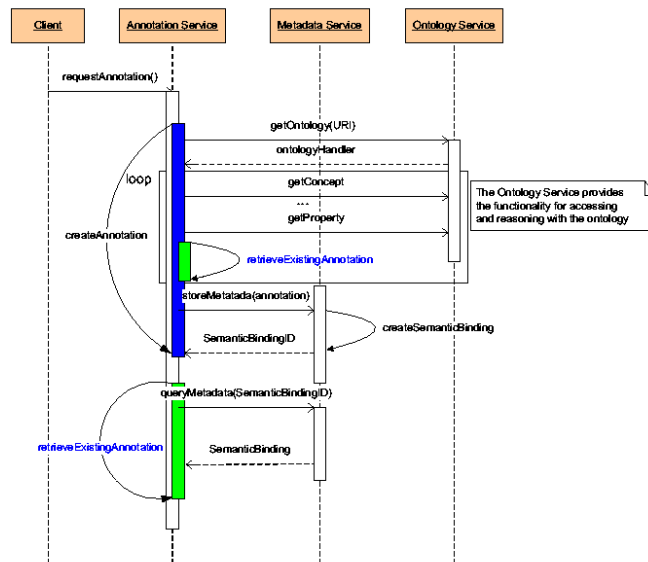 Client
Annotation Service
Metadata Service
Ontology Service
requestAnnotation()
getOntology(URI)
ontologyHandler
loop
getConcept
...
getProperty
The Ontology Service provides
the functionality for accessing
and reasoning with the ontology
createAnnotation
retrieveExistingAnnotation
storeMetatada(annotation)
createSemanticBinding
SemanticBindingID
queryMetadata(SemanticBindingID)
retrieveExistingAnnotation
SemanticBinding